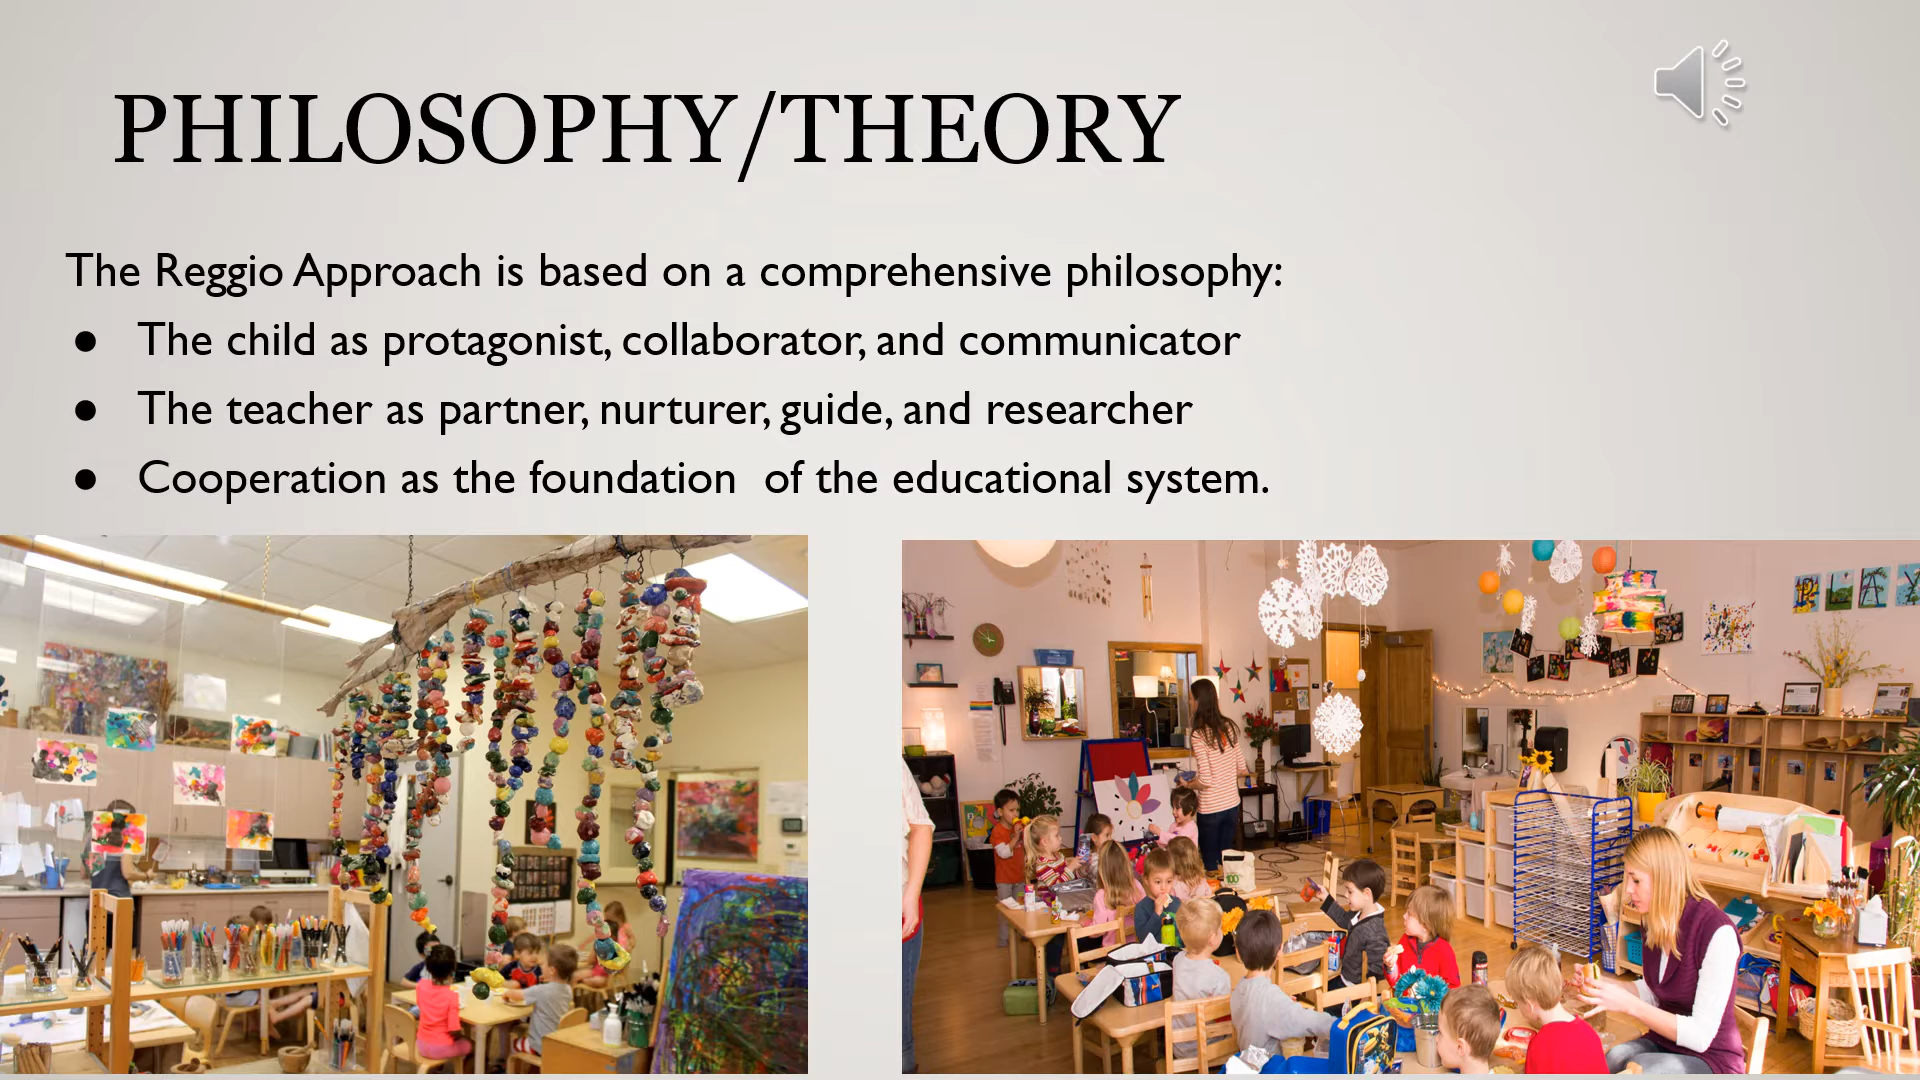 PHILOSOPHY/THEORY
The Reggio Approach is based on a comprehensive philosophy:
● The child as protagonist, collaborator, and communicator
● The teacher as partner, nurturer, guide, and researcher
● Cooperation as the foundation  of the educational system.